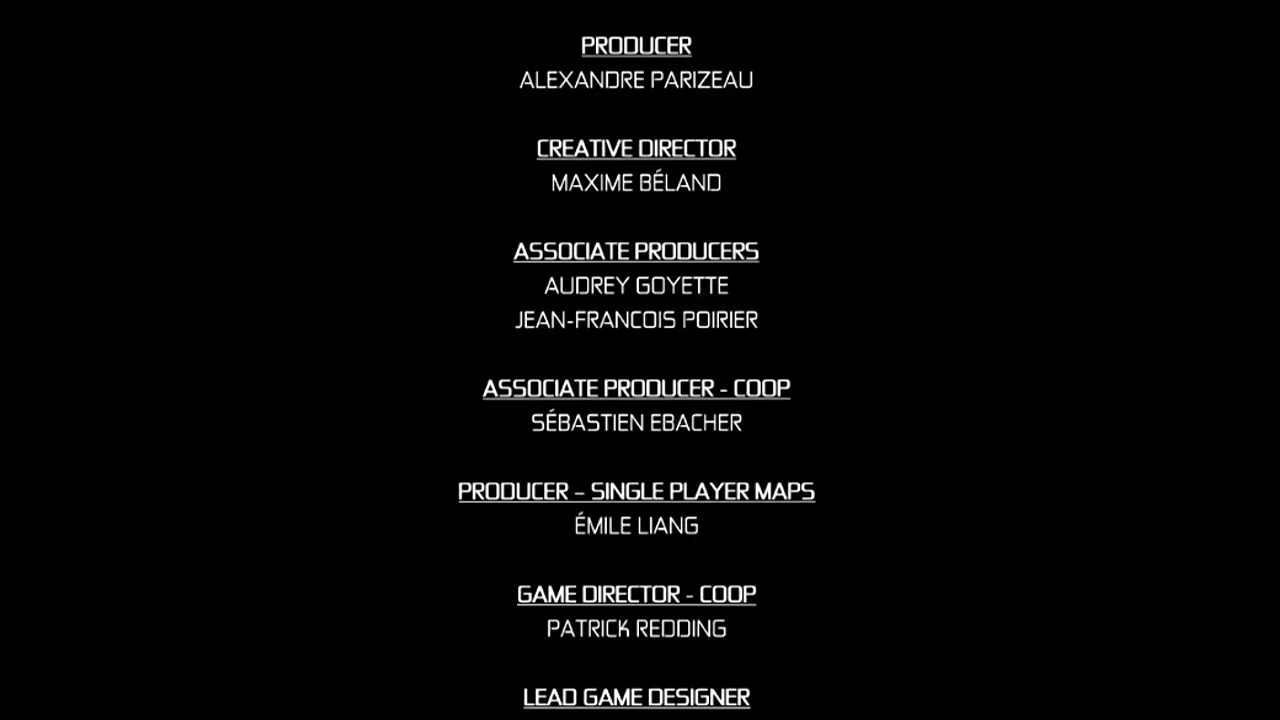 PRODUCER
ALEXANDRE PARIZEAU
CREATIVE DIRECTOR
MAXIME BÉLAND
ASSOCIATE PRODUCERS
AUDREY GOYETTE
JEAN-FRANCOIS POIRIER
ASSOCIATE PRODUCER - COOP
SÉBASTIEN EBACHER
PRODUCER – SINGLE PLAYER MAPS
ÉMILE LIANG
GAME DIRECTOR - COOP
PATRICK REDDING
LEAD GAME DESIGNER